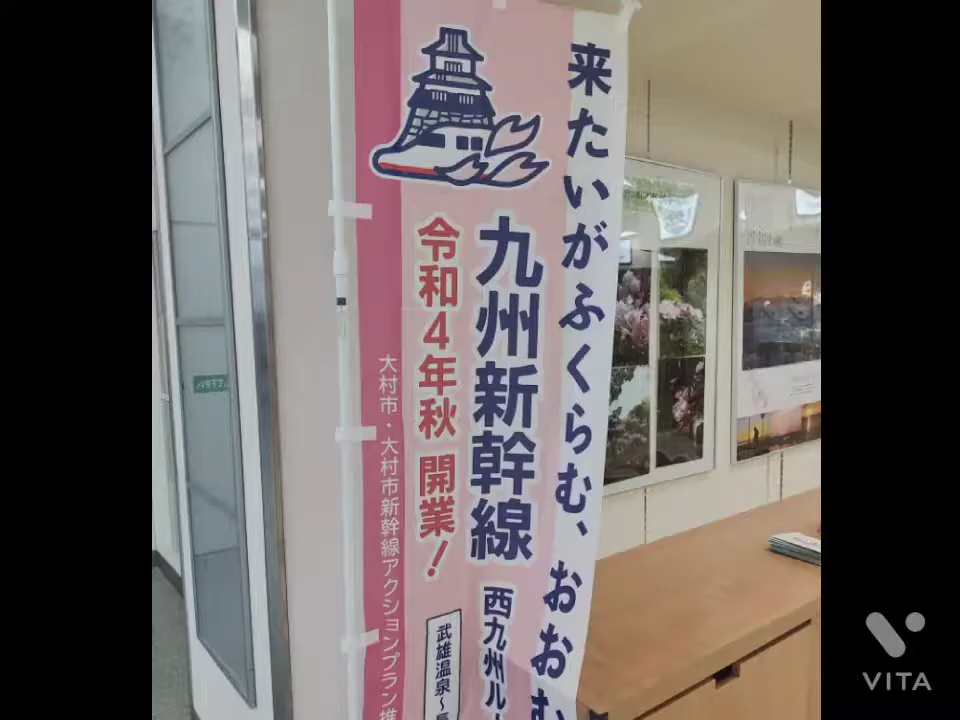 来たいがふくらむ、おおむ
九州新幹線 西九州ル
令和4年秋 開業!
武雄温泉～
大村市・大村市新幹線アクションプラン推
VITA